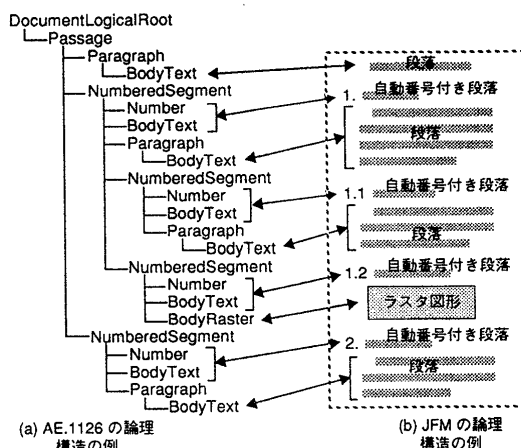 DocumentLogicalRoot
Passage
Paragraph
BodyText
NumberedSegment
Number
BodyText
Paragraph
BodyText
NumberedSegment
Number
BodyText
Paragraph
BodyText
NumberedSegment
Number
BodyText
BodyRaster
NumberedSegment
Number
BodyText
Paragraph
BodyText
(a) AE.1126 の論理
構造の例
段落
1. 自動番号付き段落
段落
1.1 自動番号付き段落
段落
1.2 自動番号付き段落
ラスタ図形
2. 自動番号付き段落
段落
(b) JFM の論理
構造の例